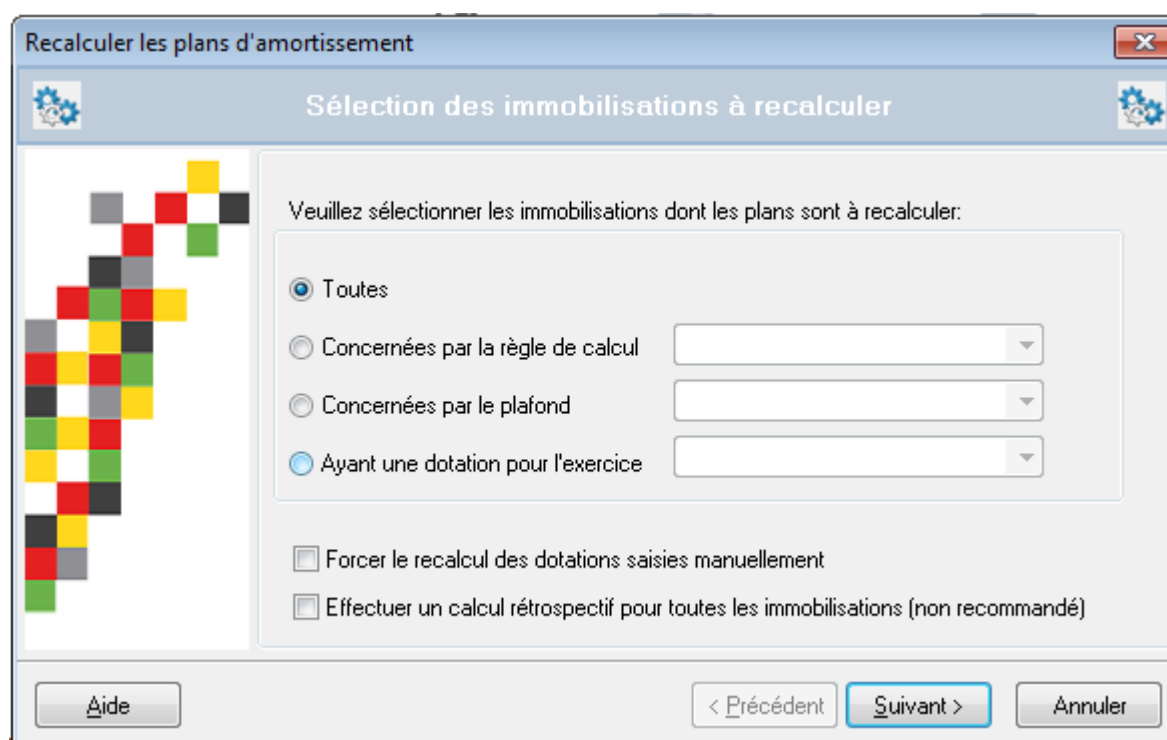 Recalculer les plans d'amortissement
Sélection des immobilisations à recalculer
Veuillez sélectionner les immobilisations dont les plans sont à recalculer:
Toutes
Concernées par la règle de calcul
Concernées par le plafond
Ayant une dotation pour l'exercice
Forcer le recalcul des dotations saisies manuellement
Effectuer un calcul rétrospectif pour toutes les immobilisations (non recommandé)
Aide
< Précédent
Suivant >
Annuler